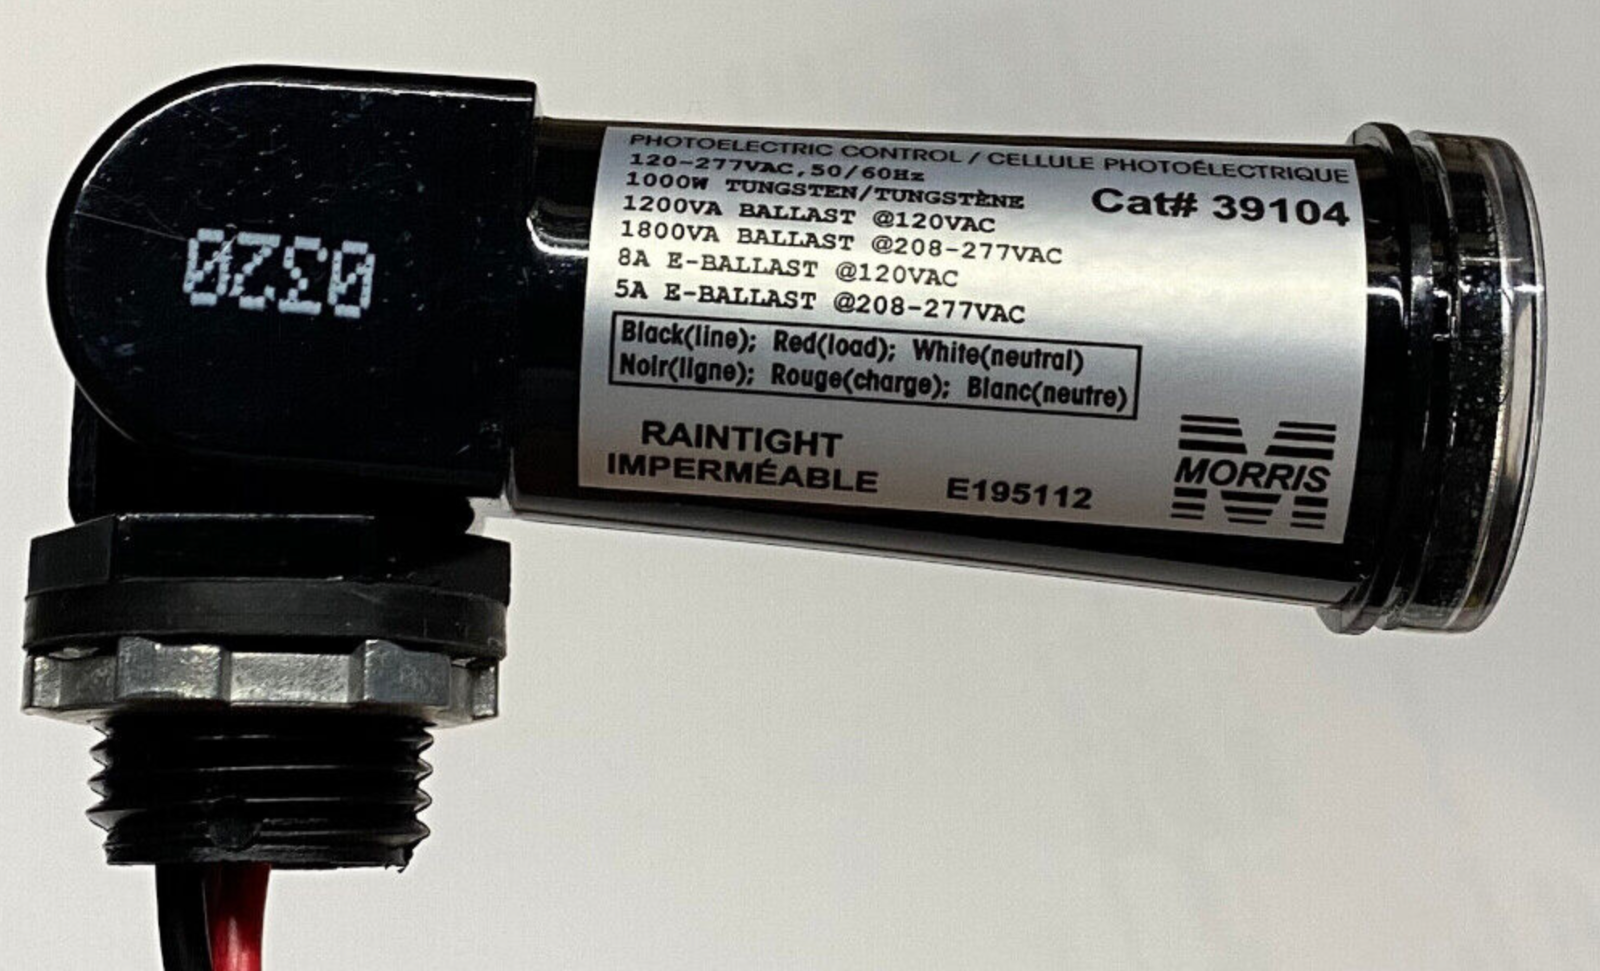 0320
PHOTOELECTRIC CONTROL / CELLULE PHOTOÉLECTRIQUE
120-277VAC, 50/60Hz
1000W TUNGSTEN/TUNGSTÈNE
Cat# 39104
1200VA BALLAST @120VAC
1800VA BALLAST @208-277VAC
8A E-BALLAST @120VAC
5A E-BALLAST @208-277VAC
Black(line); Red(load); White(neutral)
Noir(ligne); Rouge(charge); Blanc(neutre)
RAINTIGHT
IMPERMÉABLE
E195112
MORRIS